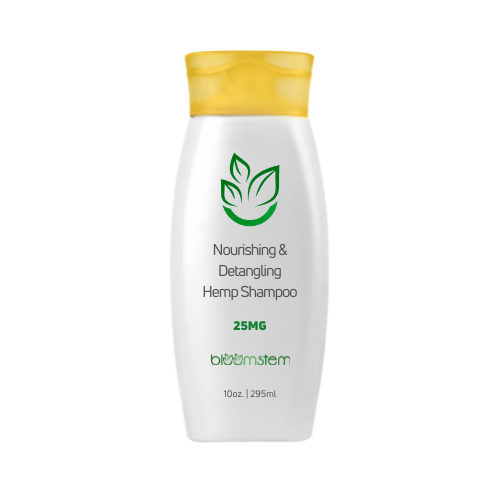 Nourishing &
Detangling
Hemp Shampoo
25MG
bloomstem
10oz. | 295ml